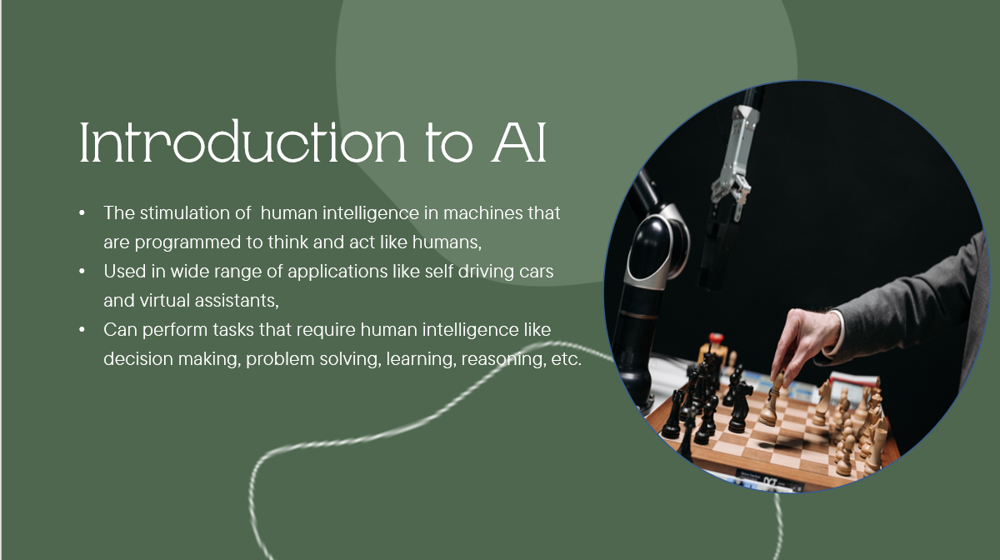 Introduction to AI
• The stimulation of  human intelligence in machines that
are programmed to think and act like humans,
• Used in wide range of applications like self driving cars
and virtual assistants,
• Can perform tasks that require human intelligence like
decision making, problem solving, learning, reasoning, etc.